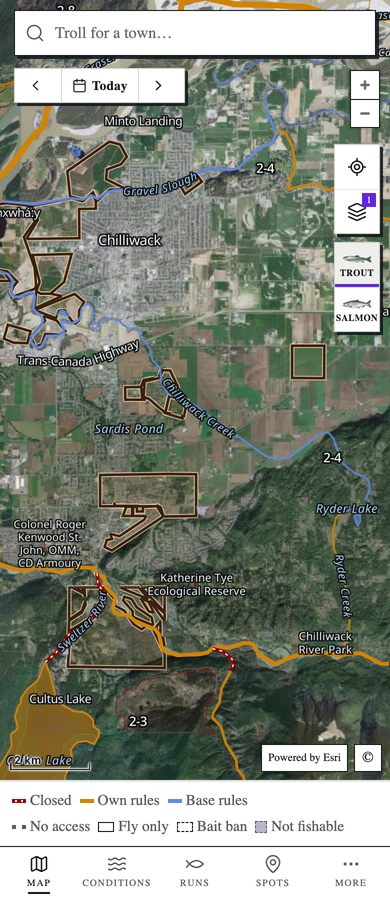 Troll for a town…
Today
Minto Landing
Gravel Slough
2-4
1
Chilliwack
TROUT
SALMON
Trans-Canada Highway
Chilliwack Creek
Sardis Pond
2-4
Ryder Lake
Colonel Roger
Kenwood St.
John, OMM,
CD Armoury
Katherine Tye
Ecological Reserve
Ryder Creek
Sweltzer River
Chilliwack
River Park
Cultus Lake
2-3
2 km
Lake
Powered by Esri
©
Closed
Own rules
Base rules
No access
Fly only
Bait ban
Not fishable
MAP
CONDITIONS
RUNS
SPOTS
MORE